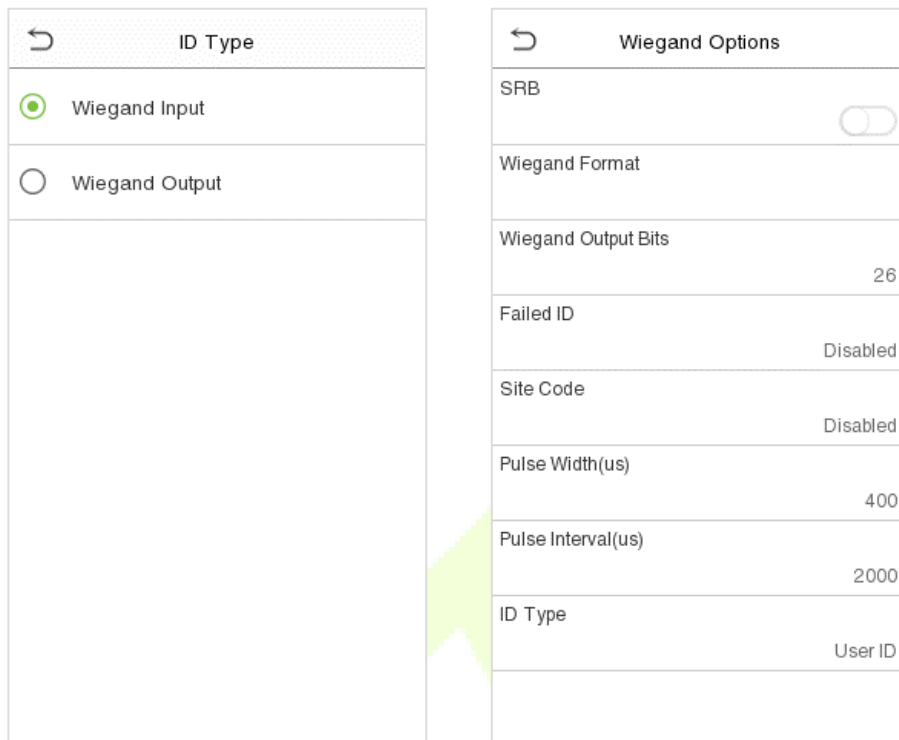 ID Type
Wiegand Input
Wiegand Output
Wiegand Options
SRB
Wiegand Format
Wiegand Output Bits
26
Failed ID
Disabled
Site Code
Disabled
Pulse Width(us)
400
Pulse Interval(us)
2000
ID Type
User ID